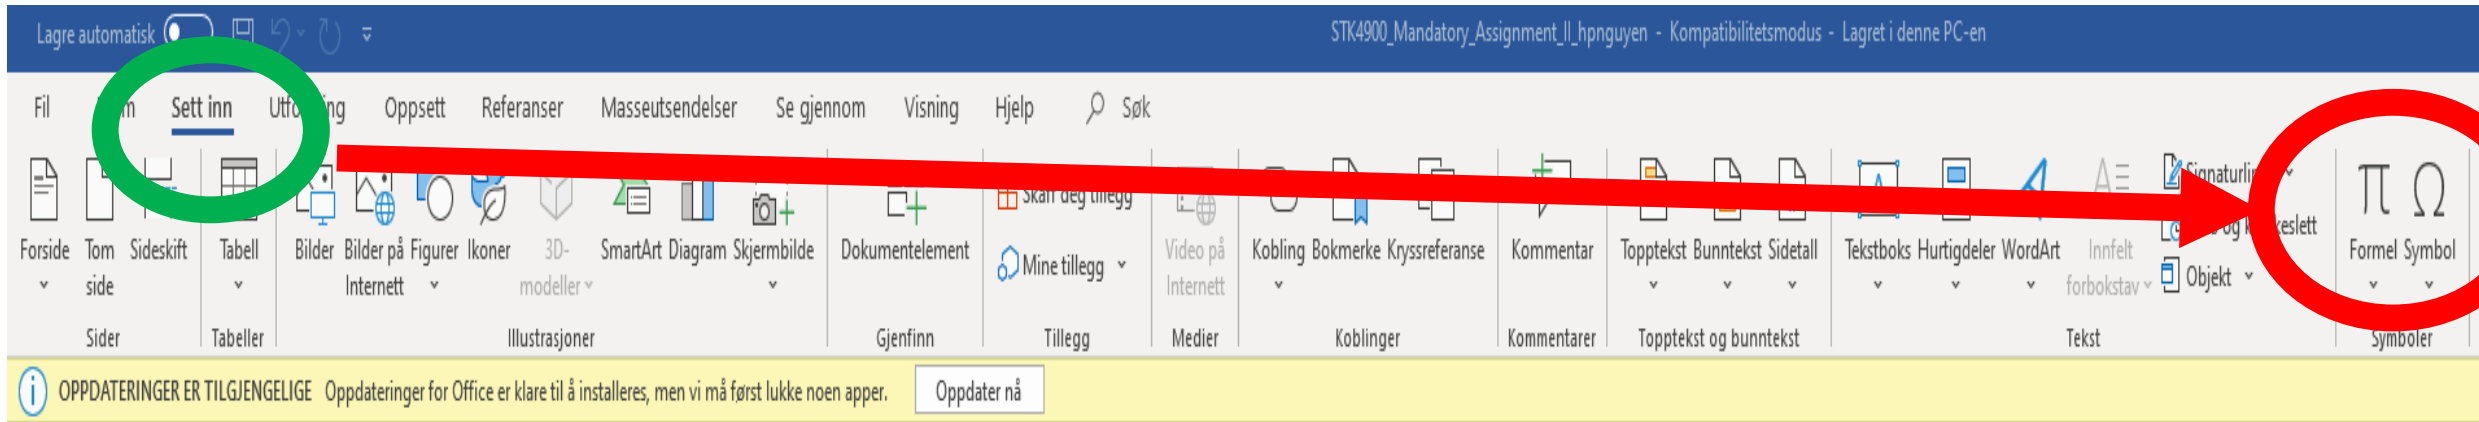 Lagre automatisk
STK4900_Mandatory_Assignment_II_hpnguyen - Kompatibilitetsmodus - Lagret i denne PC-en
Fil Sett inn Oppsett Referanser Masseutsendelser Se gjennom Visning Hjelp Søk
Skaff deg tillegg
Forside Tom side Sideskift Tabell Bilder Bilder på Internett Figurer Ikoner 3D-modeller SmartArt Diagram Skjermbilde Dokumentelement Mine tillegg Video på Internett Kobling Bokmerke Kryssreferanse Kommentar Topptekst Bunntekst Sidetall Tekstboks Hurtigdeler WordArt Innfelt forbokstav Objekt Formel Symbol
Sider Tabeller Illustrasjoner Gjenfinn Tillegg Medier Koblinger Kommentarer Topptekst og bunntekst Tekst Symboler
OPPDATERINGER ER TILGJENGELIGE Oppdateringer for Office er klare til å installeres, men vi må først lukke noen apper. Oppdater nå